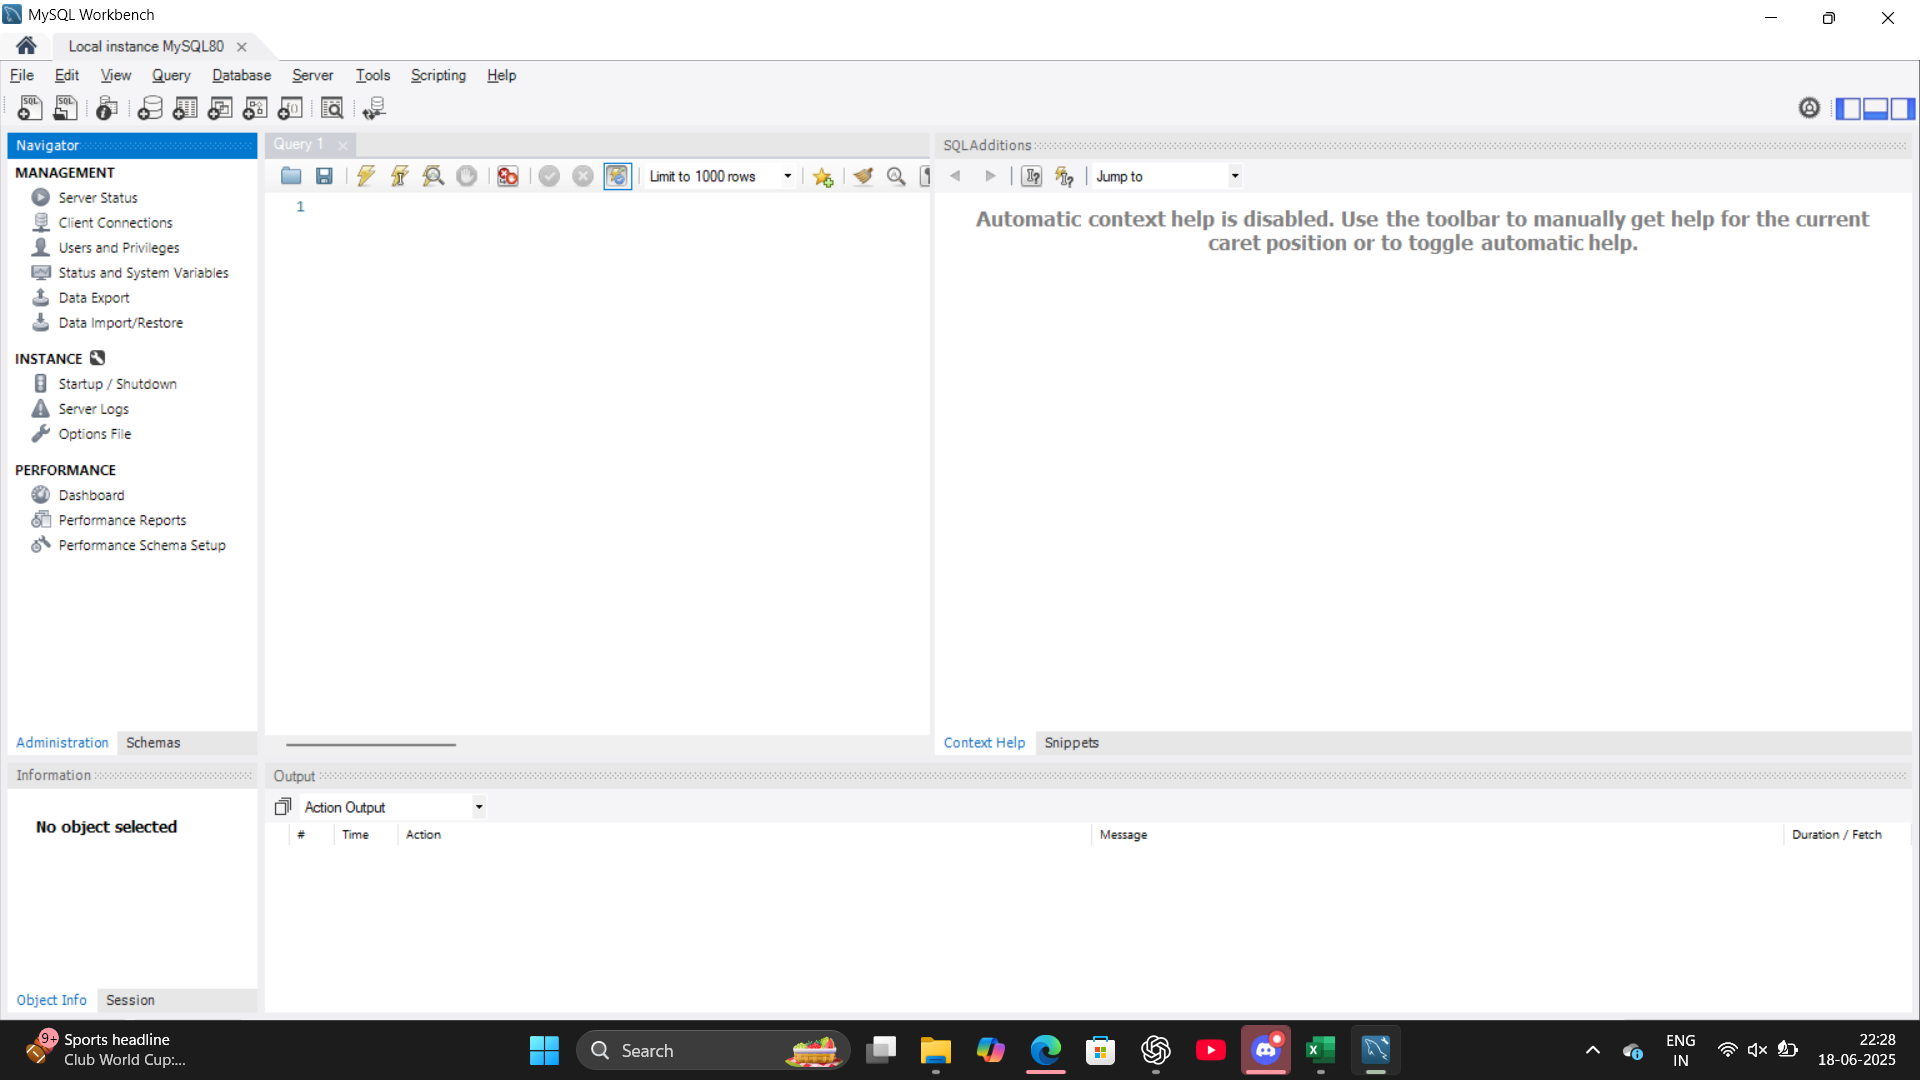 MySQL Workbench
Local instance MySQL80
File Edit View Query Database Server Tools Scripting Help
Navigator
MANAGEMENT
Server Status
Client Connections
Users and Privileges
Status and System Variables
Data Export
Data Import/Restore
INSTANCE
Startup / Shutdown
Server Logs
Options File
PERFORMANCE
Dashboard
Performance Reports
Performance Schema Setup
Administration Schemas
Query 1
Limit to 1000 rows
1
SQLAdditions
Jump to
Automatic context help is disabled. Use the toolbar to manually get help for the current
caret position or to toggle automatic help.
Context Help Snippets
Information
No object selected
Object Info Session
Output
Action Output
# Time Action Message Duration / Fetch
9+
Sports headline
Club World Cup:...
Search
ENG
IN
22:28
18-06-2025